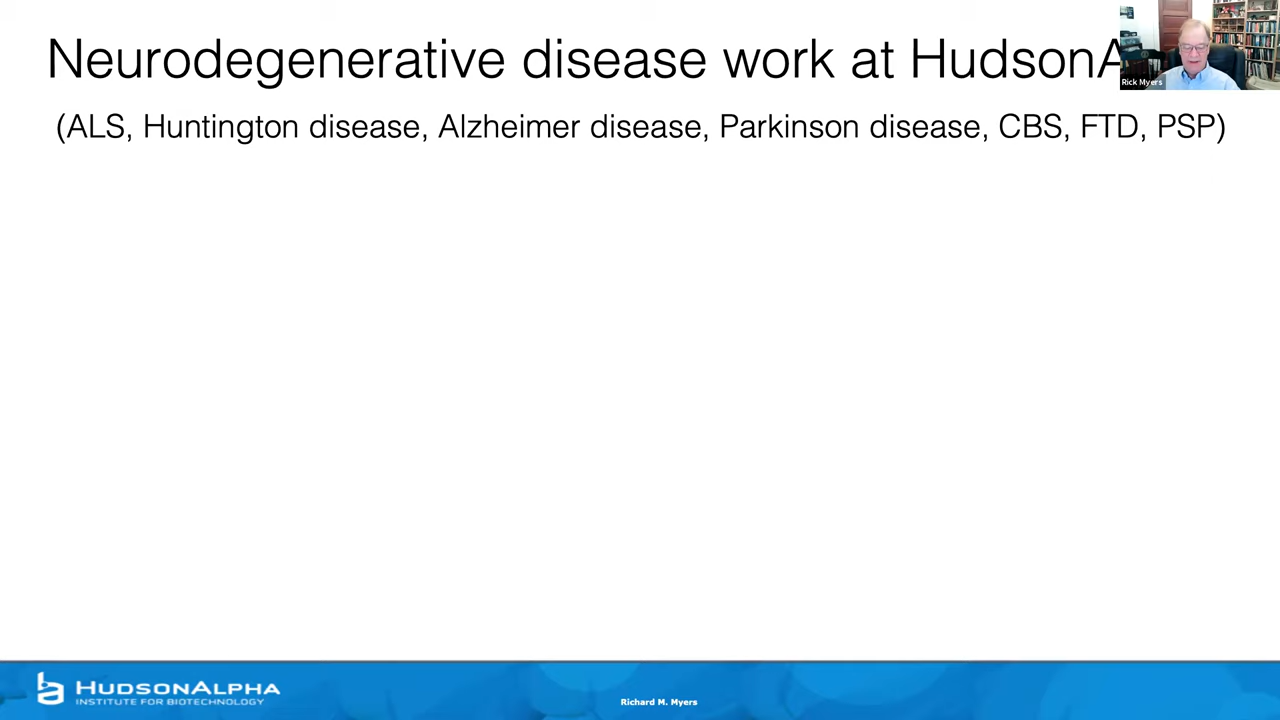 Neurodegenerative disease work at HudsonA
Rick Myers
(ALS, Huntington disease, Alzheimer disease, Parkinson disease, CBS, FTD, PSP)
HUDSONALPHA
INSTITUTE FOR BIOTECHNOLOGY
Richard M. Myers